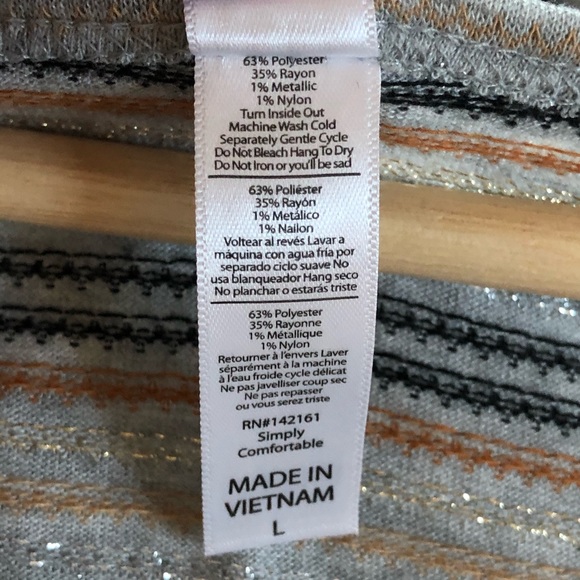 63% Polyester
35% Rayon
1% Metallic
1% Nylon
Turn Inside Out
Machine Wash Cold
Separately Gentle Cycle
Do Not Bleach Hang To Dry
Do Not Iron or you'll be sad
63% Poliéster
35% Rayón
1% Metálico
1% Nailon
Voltear al revés Lavar a
máquina con agua fría por
separado ciclo suave No
usa blanqueador Hang seco
No planchar o estarás triste
63% Polyester
35% Rayonne
1% Métallique
1% Nylon
Retourner à l'envers Laver
séparément à la machine
à l'eau froide cycle délicat
Ne pas javelliser coup sec
Ne pas repasser
ou vous serez triste
RN#142161
Simply
Comfortable
MADE IN
VIETNAM
L